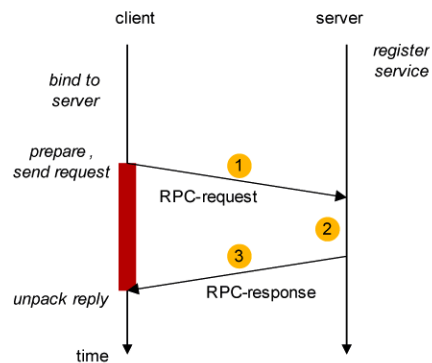 client
server
register
service
bind to
server
prepare ,
send request
1
RPC-request
2
3
RPC-response
unpack reply
time